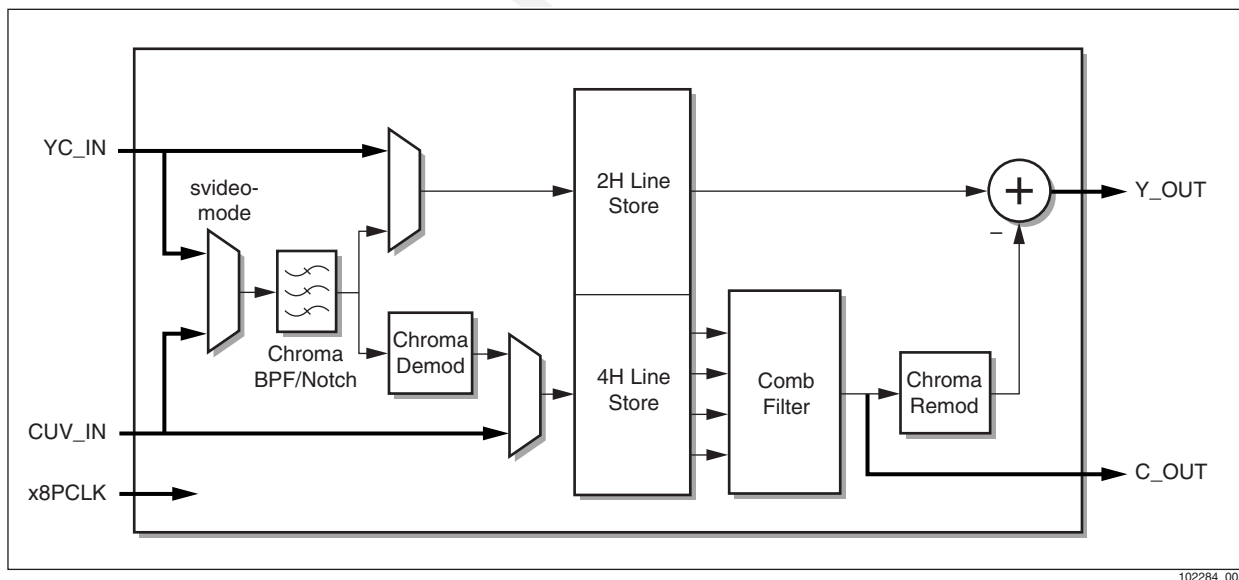 YC_IN
svideo-
mode
Chroma
BPF/Notch
Chroma
Demod
CUV_IN
x8PCLK
2H Line
Store
4H Line
Store
Comb
Filter
Chroma
Remod
+
−
Y_OUT
C_OUT